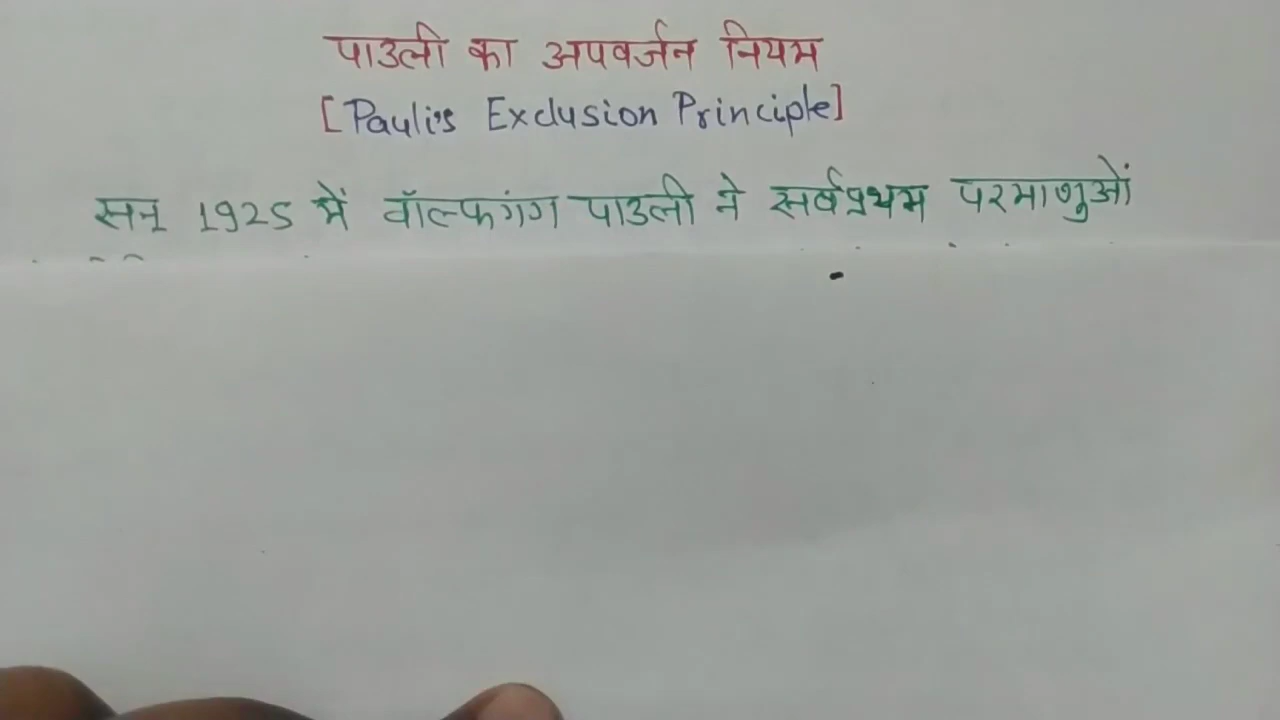 पाउली का अपवर्जन नियम
[Pauli's Exclusion Principle]
सन् 1925 में वॉल्फगंग पाउली ने सर्वप्रथम परमाणुओं